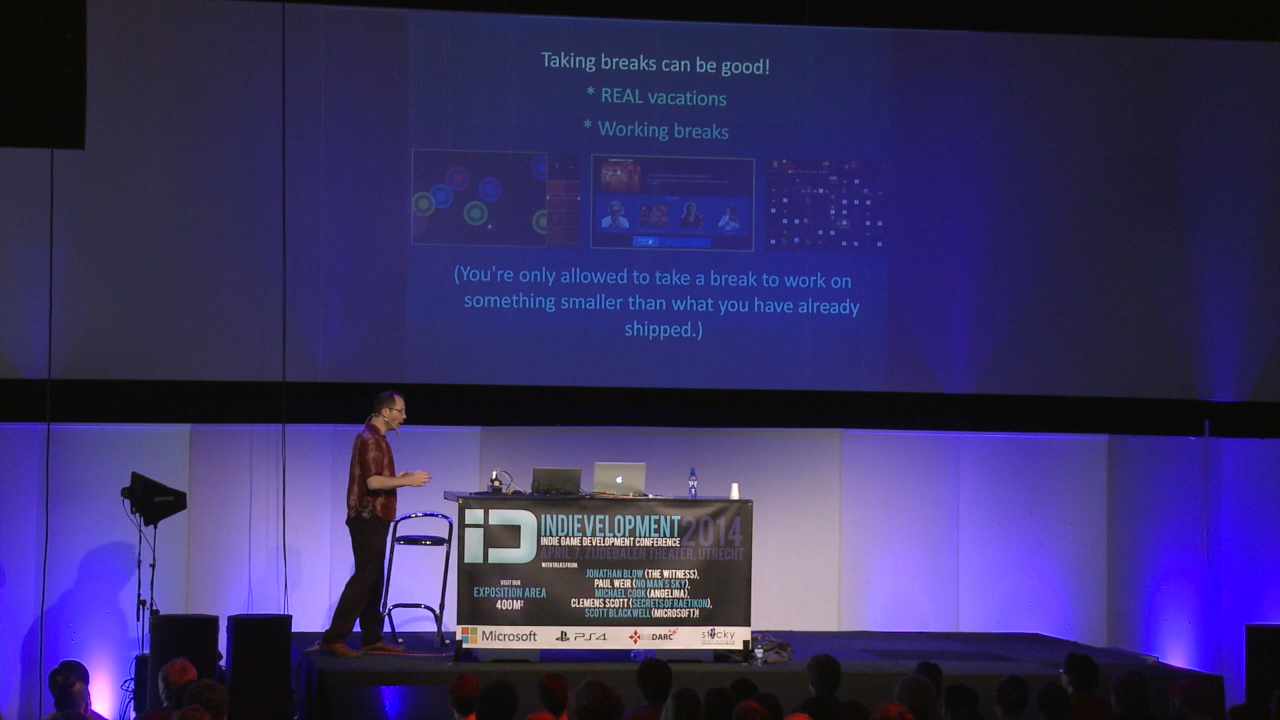 Taking breaks can be good!
* REAL vacations
* Working breaks
(You're only allowed to take a break to work on
something smaller than what you have already
shipped.)
iD INDIEVELOPMENT 2014
INDIE GAME DEVELOPMENT CONFERENCE
APRIL 7, ZIJDEBALEN THEATER, UTRECHT
WITH TALKS FROM
JONATHAN BLOW (THE WITNESS),
PAUL WEIR (NO MAN'S SKY),
MICHAEL COOK (ANGELINA),
CLEMENS SCOTT (SECRETS OF RAETIKON),
SCOTT BLACKWELL (MICROSOFT)!
VISIT OUR
EXPOSITION AREA
400M²
Microsoft PS4 DARC sticky